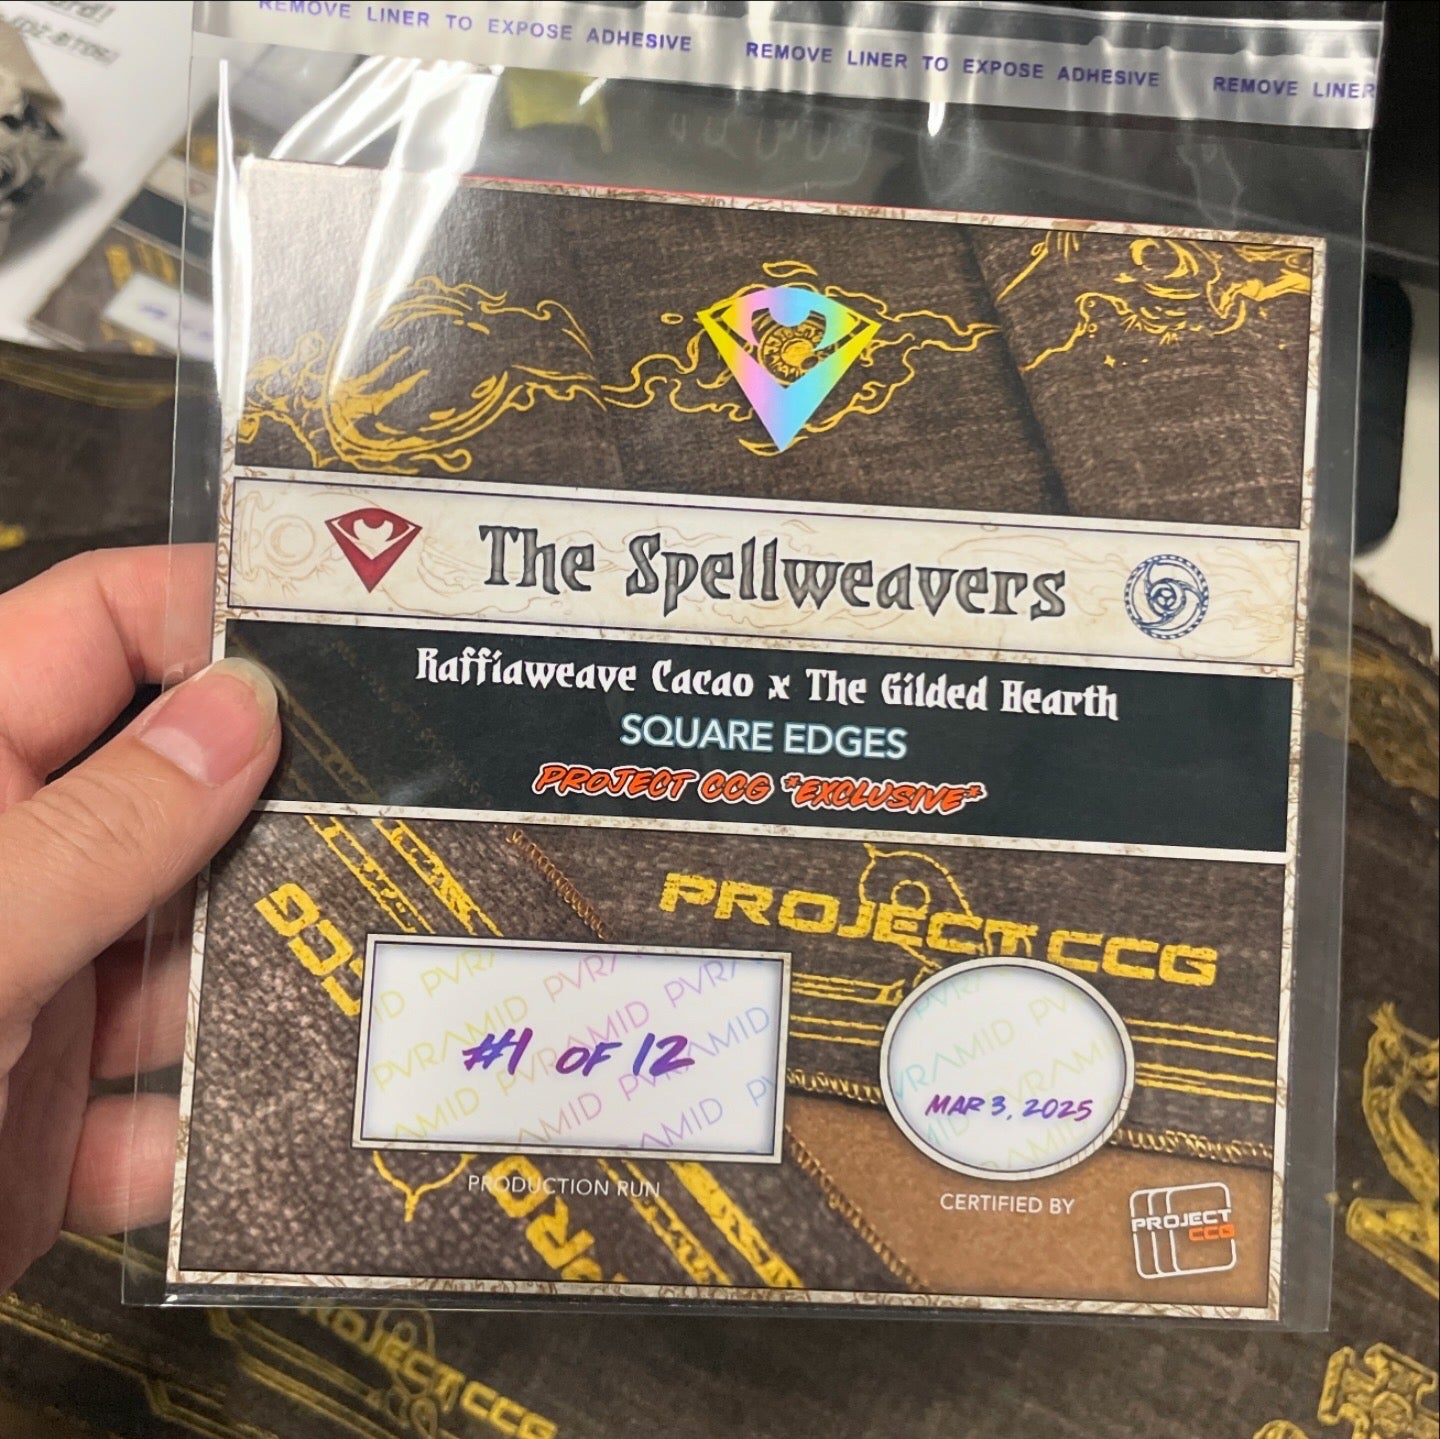 REMOVE LINER TO EXPOSE ADHESIVE REMOVE LINER TO EXPOSE ADHESIVE REMOVE LINER
The Spellweavers
Raffiaweave Cacao x The Gilded Hearth
SQUARE EDGES
PROJECT CCG *EXCLUSIVE*
PROJECT CCG
#1 OF 12
MAR 3, 2025
PRODUCTION RUN
CERTIFIED BY
PROJECT
CCG
PROJECT CCG